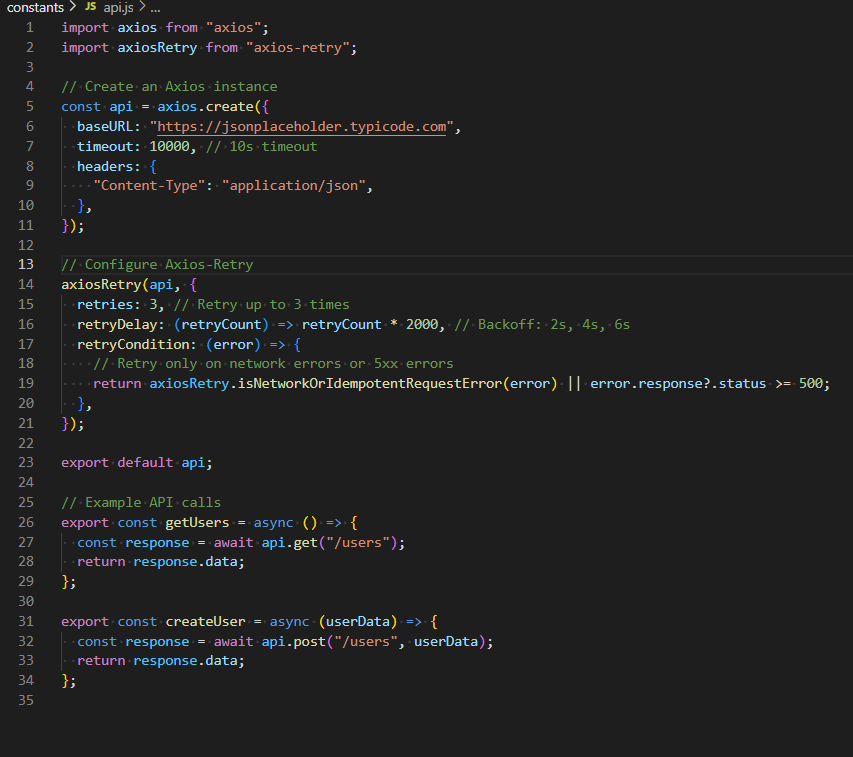 constants > JS api.js > ...
1 import axios from "axios";
2 import axiosRetry from "axios-retry";
3
4 // Create an Axios instance
5 const api = axios.create({
6   baseURL: "https://jsonplaceholder.typicode.com",
7   timeout: 10000, // 10s timeout
8   headers: {
9     "Content-Type": "application/json",
10   },
11 });
12
13 // Configure Axios-Retry
14 axiosRetry(api, {
15   retries: 3, // Retry up to 3 times
16   retryDelay: (retryCount) => retryCount * 2000, // Backoff: 2s, 4s, 6s
17   retryCondition: (error) => {
18     // Retry only on network errors or 5xx errors
19     return axiosRetry.isNetworkOrIdempotentRequestError(error) || error.response?.status >= 500;
20   },
21 });
22
23 export default api;
24
25 // Example API calls
26 export const getUsers = async () => {
27   const response = await api.get("/users");
28   return response.data;
29 };
30
31 export const createUser = async (userData) => {
32   const response = await api.post("/users", userData);
33   return response.data;
34 };
35